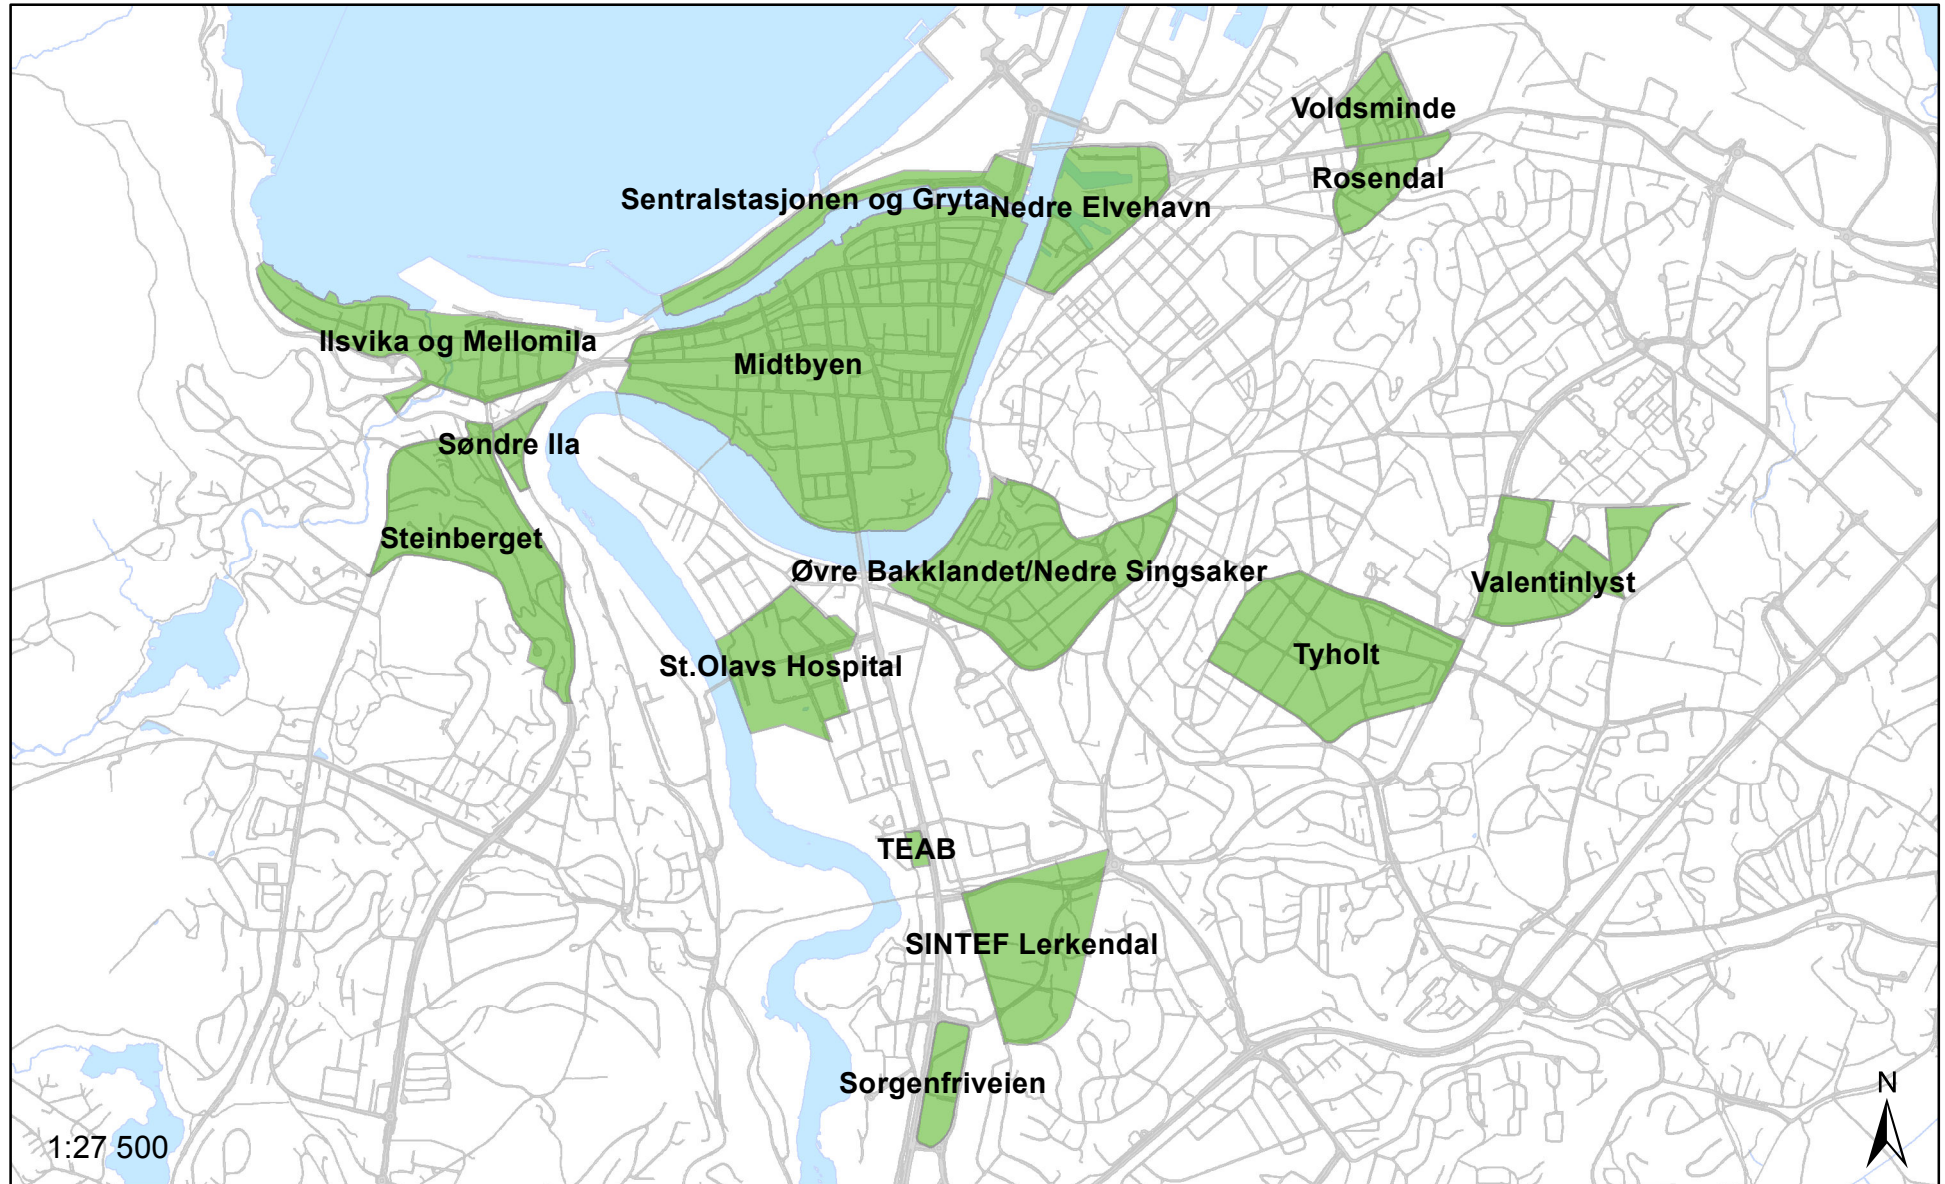 Voldsminde
Rosendal
Sentralstasjonen og Gryta
Nedre Elvehavn
Ilsvika og Mellomila
Midtbyen
Søndre Ila
Steinberget
Øvre Bakklandet/Nedre Singsaker
Valentinlyst
St.Olavs Hospital
Tyholt
TEAB
SINTEF Lerkendal
Sorgenfriveien
N
1:27 500